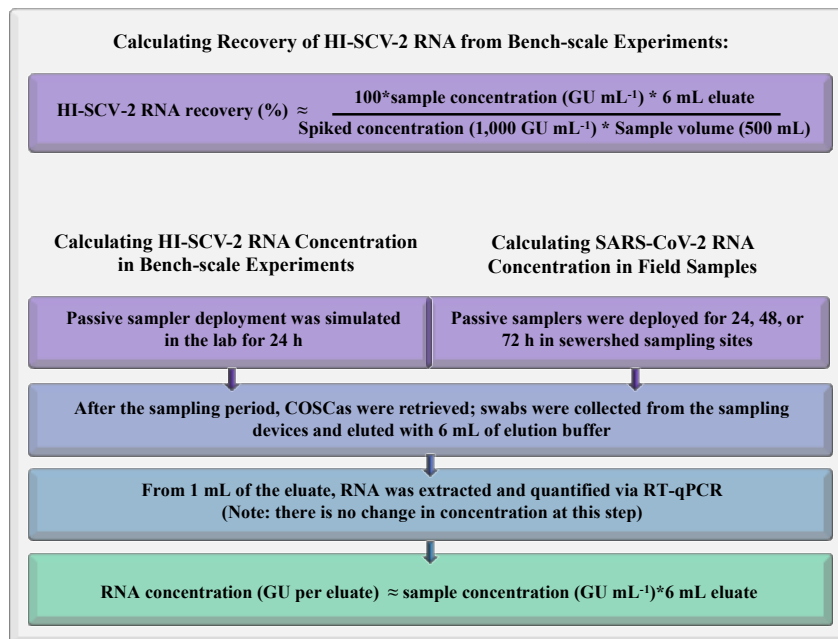 Calculating Recovery of HI-SCV-2 RNA from Bench-scale Experiments:
HI-SCV-2 RNA recovery (%) ≈ 100*sample concentration (GU mL⁻¹) * 6 mL eluate
Spiked concentration (1,000 GU mL⁻¹) * Sample volume (500 mL)
Calculating HI-SCV-2 RNA Concentration
in Bench-scale Experiments
Calculating SARS-CoV-2 RNA
Concentration in Field Samples
Passive sampler deployment was simulated
in the lab for 24 h
Passive samplers were deployed for 24, 48, or
72 h in sewershed sampling sites
After the sampling period, COSCas were retrieved; swabs were collected from the sampling
devices and eluted with 6 mL of elution buffer
From 1 mL of the eluate, RNA was extracted and quantified via RT-qPCR
(Note: there is no change in concentration at this step)
RNA concentration (GU per eluate) ≈ sample concentration (GU mL⁻¹)*6 mL eluate